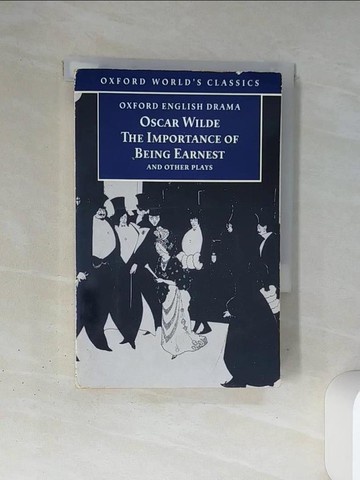 OXFORD WORLD'S CLASSICS
OXFORD ENGLISH DRAMA
OSCAR WILDE
THE IMPORTANCE OF
BEING EARNEST
AND OTHER PLAYS